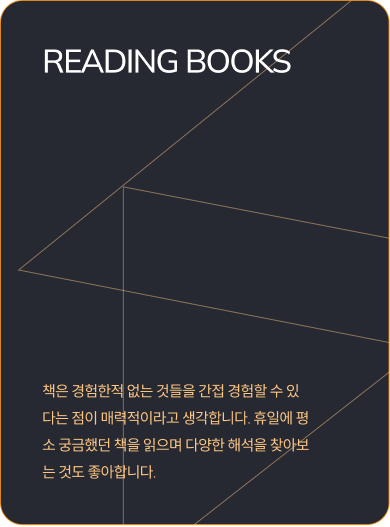 READING BOOKS
책은 경험한적 없는 것들을 간접 경험할 수 있
다는 점이 매력적이라고 생각합니다. 휴일에 평
소 궁금했던 책을 읽으며 다양한 해석을 찾아보
는 것도 좋아합니다.